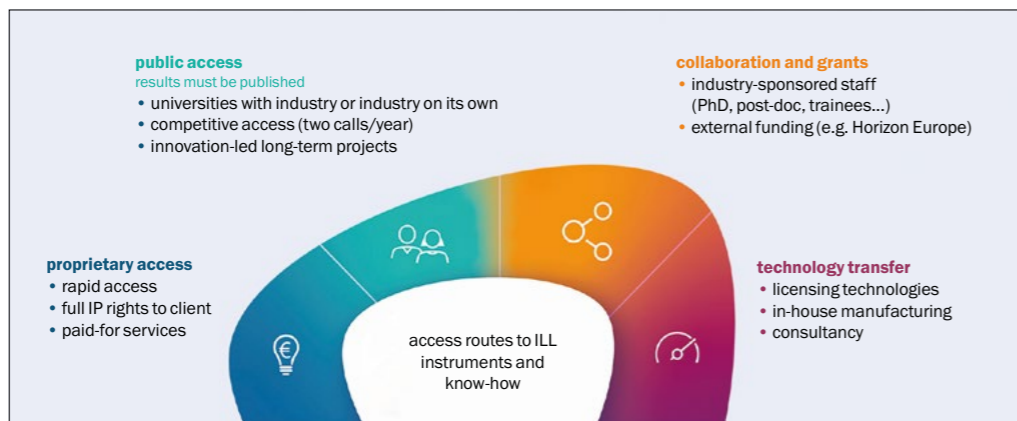 public access
results must be published
• universities with industry or industry on its own
• competitive access (two calls/year)
• innovation-led long-term projects
collaboration and grants
• industry-sponsored staff
(PhD, post-doc, trainees...)
• external funding (e.g. Horizon Europe)
proprietary access
• rapid access
• full IP rights to client
• paid-for services
€
access routes to ILL
instruments and
know-how
technology transfer
• licensing technologies
• in-house manufacturing
• consultancy